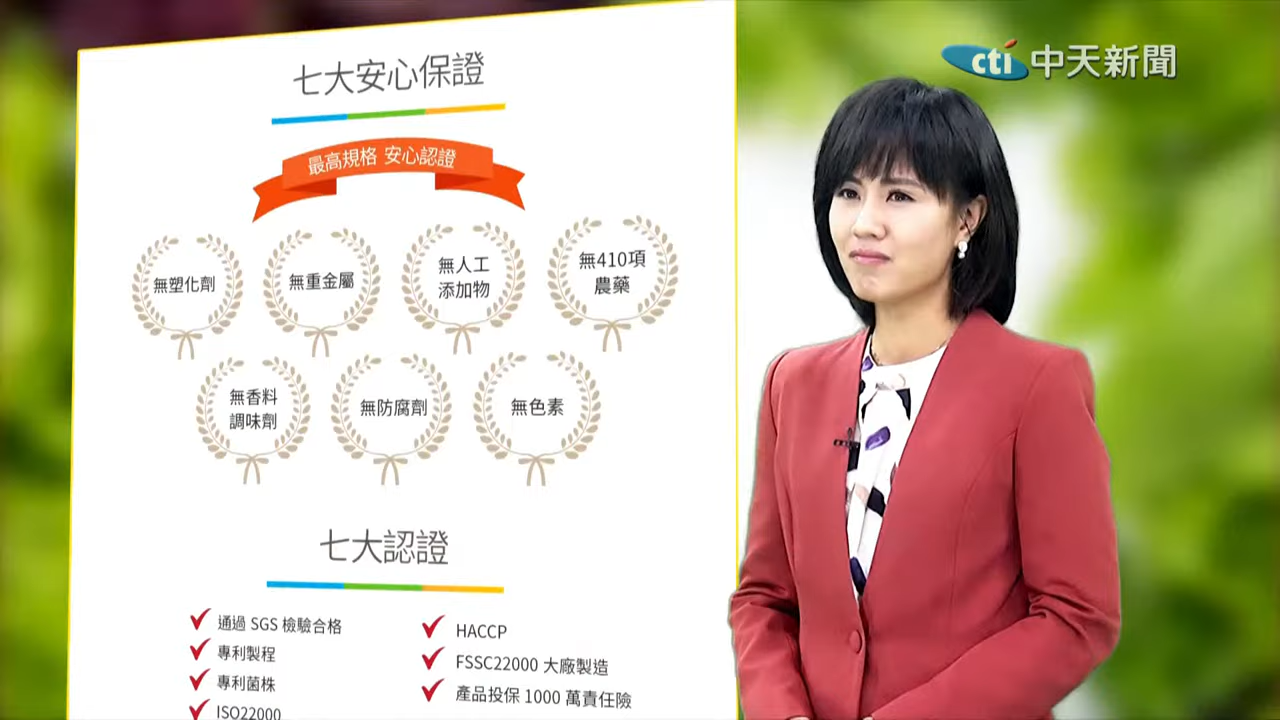 cti 中天新聞
七大安心保證
最高規格 安心認證
無塑化劑
無重金屬
無人工
添加物
無410項
農藥
無香料
調味劑
無防腐劑
無色素
七大認證
通過 SGS 檢驗合格
專利製程
專利菌株
ISO22000
HACCP
FSSC22000 大廠製造
產品投保 1000 萬責任險